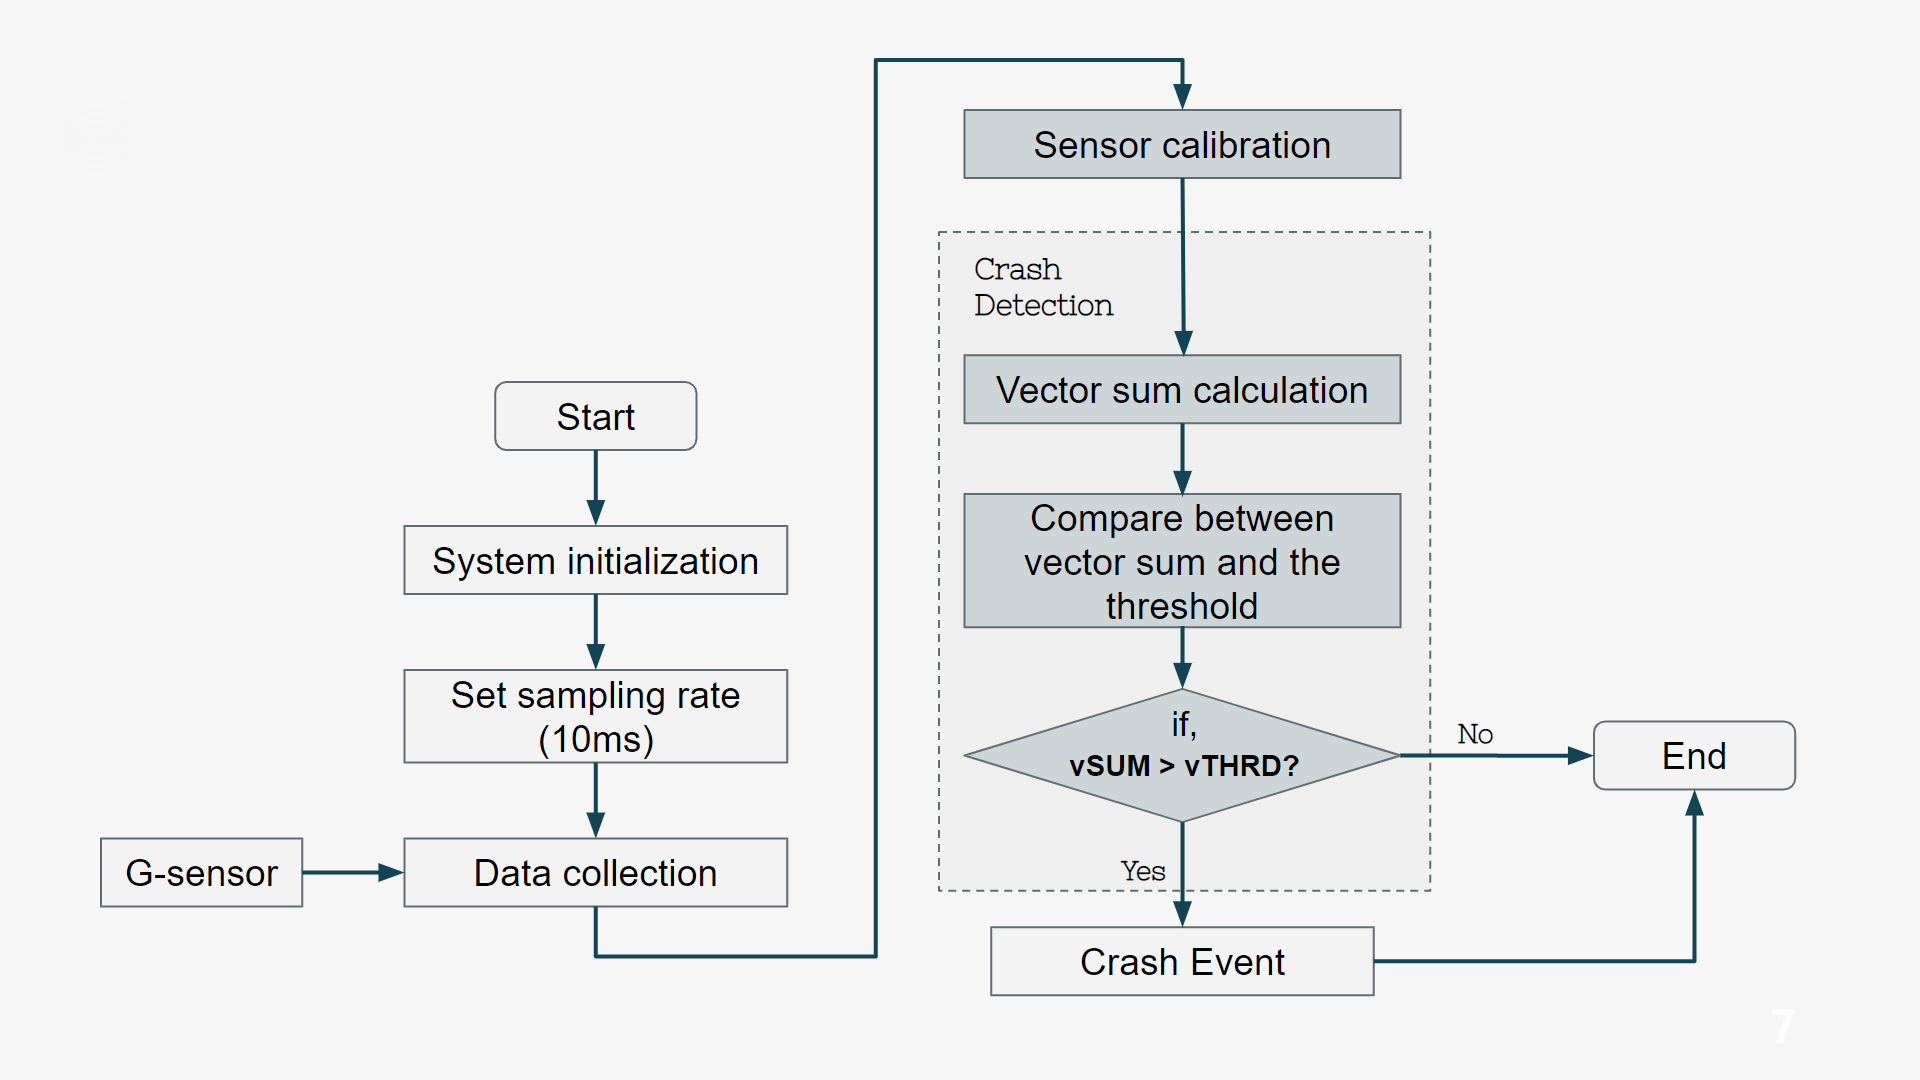 Start
System initialization
Set sampling rate
(10ms)
G-sensor
Data collection
Sensor calibration
Crash
Detection
Vector sum calculation
Compare between
vector sum and the
threshold
if,
vSUM > vTHRD?
No
End
Yes
Crash Event
7